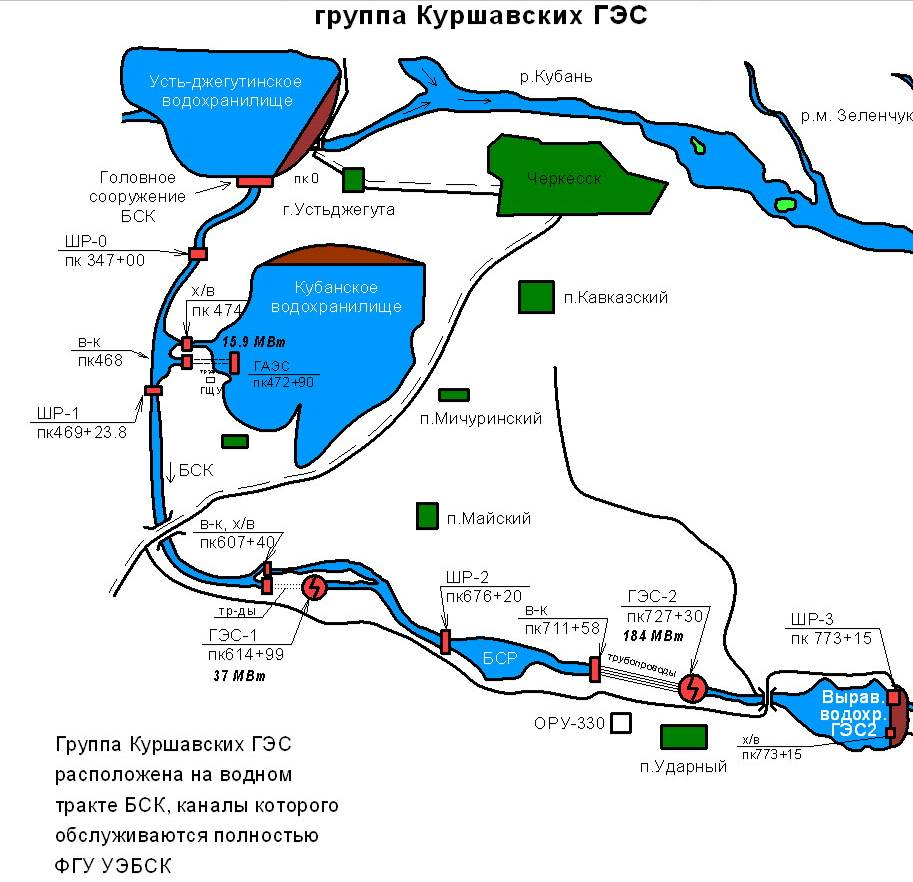 группа Куршавских ГЭС
Усть-джегутинское
водохранилище
р.Кубань
р.м. Зеленчук
Головное
сооружение
БСК
пк 0
г.Устьджегута
Черкесск
ШР-0
пк 347+00
х/в
пк 474
Кубанское
водохранилище
п.Кавказский
в-к
пк468
15.9 МВт
ГАЭС
пк472+90
ГЩУ
ШР-1
пк469+23.8
п.Мичуринский
БСК
п.Майский
в-к, х/в
пк607+40
тр-ды
ГЭС-1
пк614+99
37 МВт
ШР-2
пк676+20
БСР
в-к
пк711+58
трубопроводы
ГЭС-2
пк727+30
184 МВт
ШР-3
пк 773+15
Вырав.
водохр.
ГЭС2
х/в
пк773+15
ОРУ-330
п.Ударный
Группа Куршавских ГЭС
расположена на водном
тракте БСК, каналы которого
обслуживаются полностью
ФГУ УЭБСК